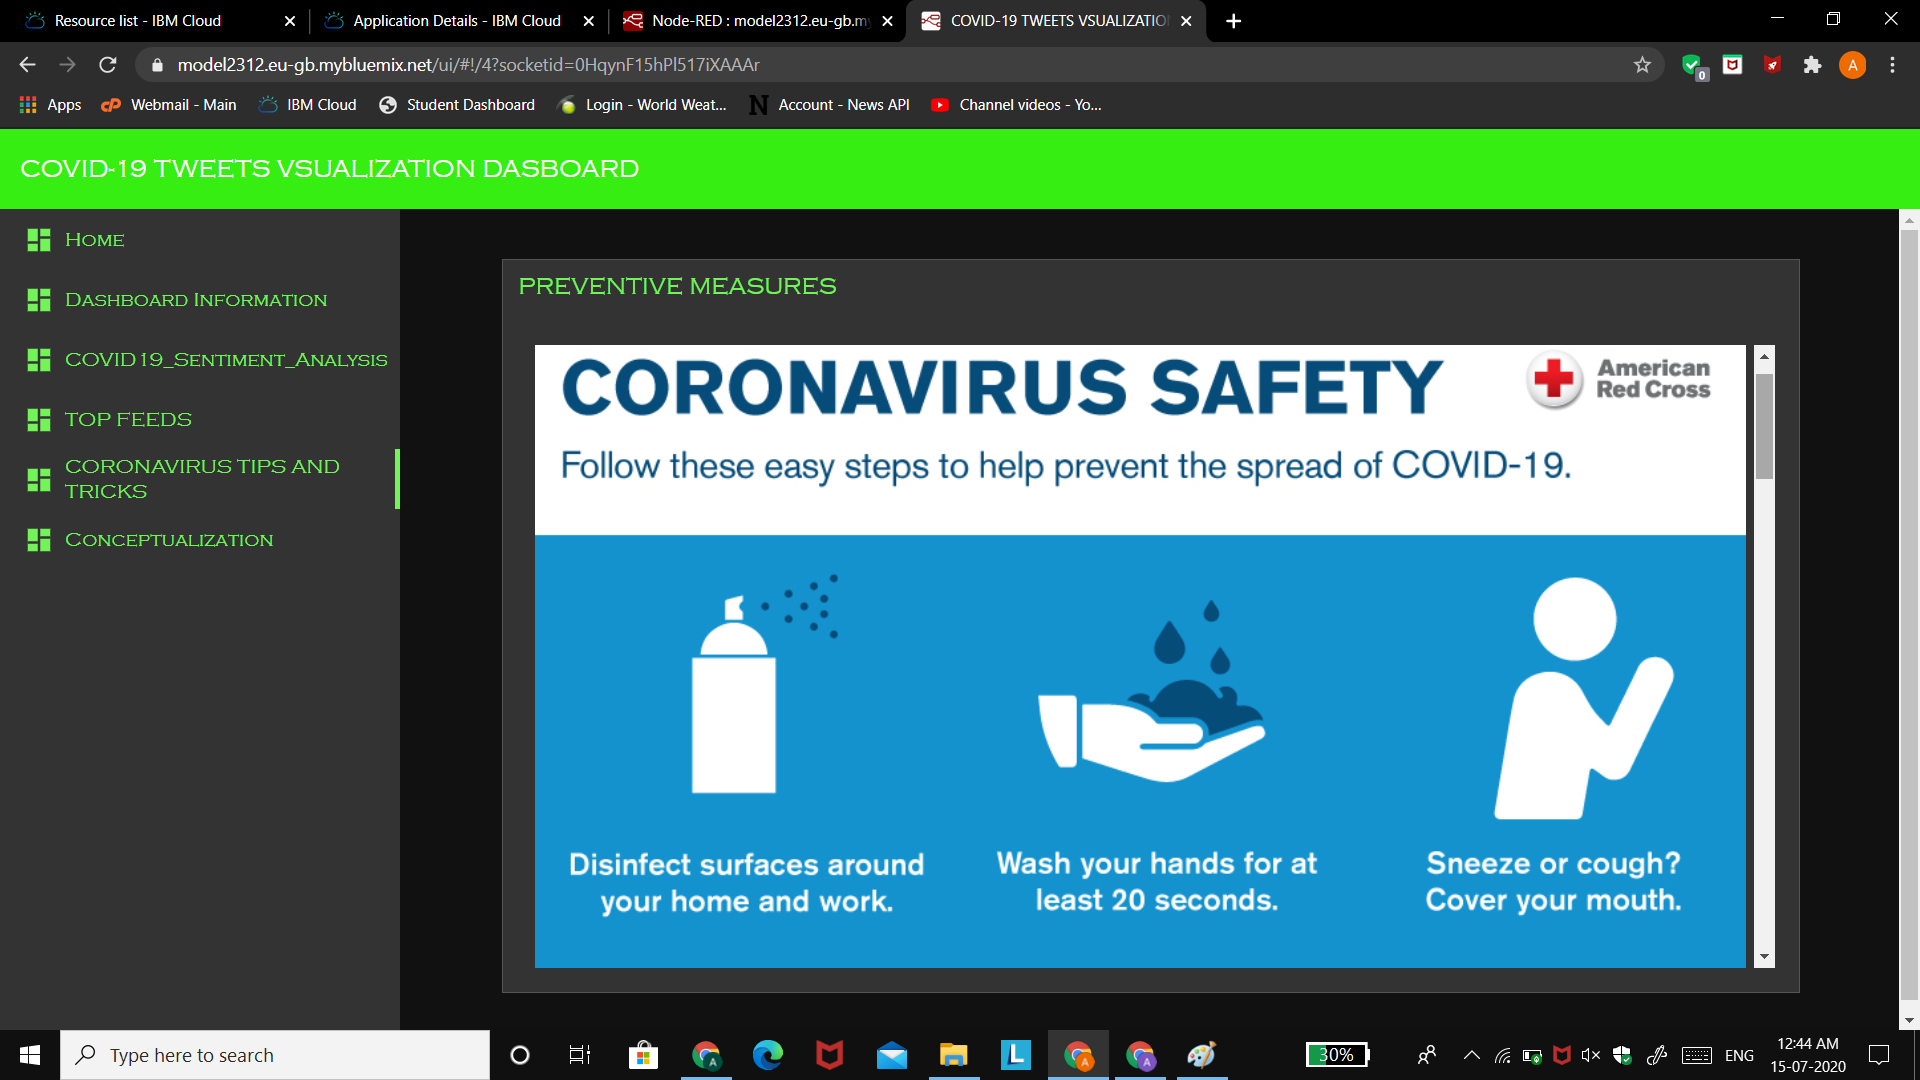 Resource list - IBM Cloud
Application Details - IBM Cloud
Node-RED : model2312.eu-gb.m
COVID-19 TWEETS VSUALIZATIO
model2312.eu-gb.mybluemix.net/ui/#!/4?socketid=0HqynF15hPl517iXAAAr
0
A
Apps
Webmail - Main
IBM Cloud
Student Dashboard
Login - World Weat...
N
Account - News API
Channel videos - Yo...
COVID-19 TWEETS VSUALIZATION DASBOARD
Home
Dashboard Information
COVID19_Sentiment_Analysis
TOP FEEDS
CORONAVIRUS TIPS AND
TRICKS
Conceptualization
PREVENTIVE MEASURES
CORONAVIRUS SAFETY
American
Red Cross
Follow these easy steps to help prevent the spread of COVID-19.
Disinfect surfaces around
your home and work.
Wash your hands for at
least 20 seconds.
Sneeze or cough?
Cover your mouth.
Type here to search
A
L
A
A
30%
ENG
12:44 AM
15-07-2020